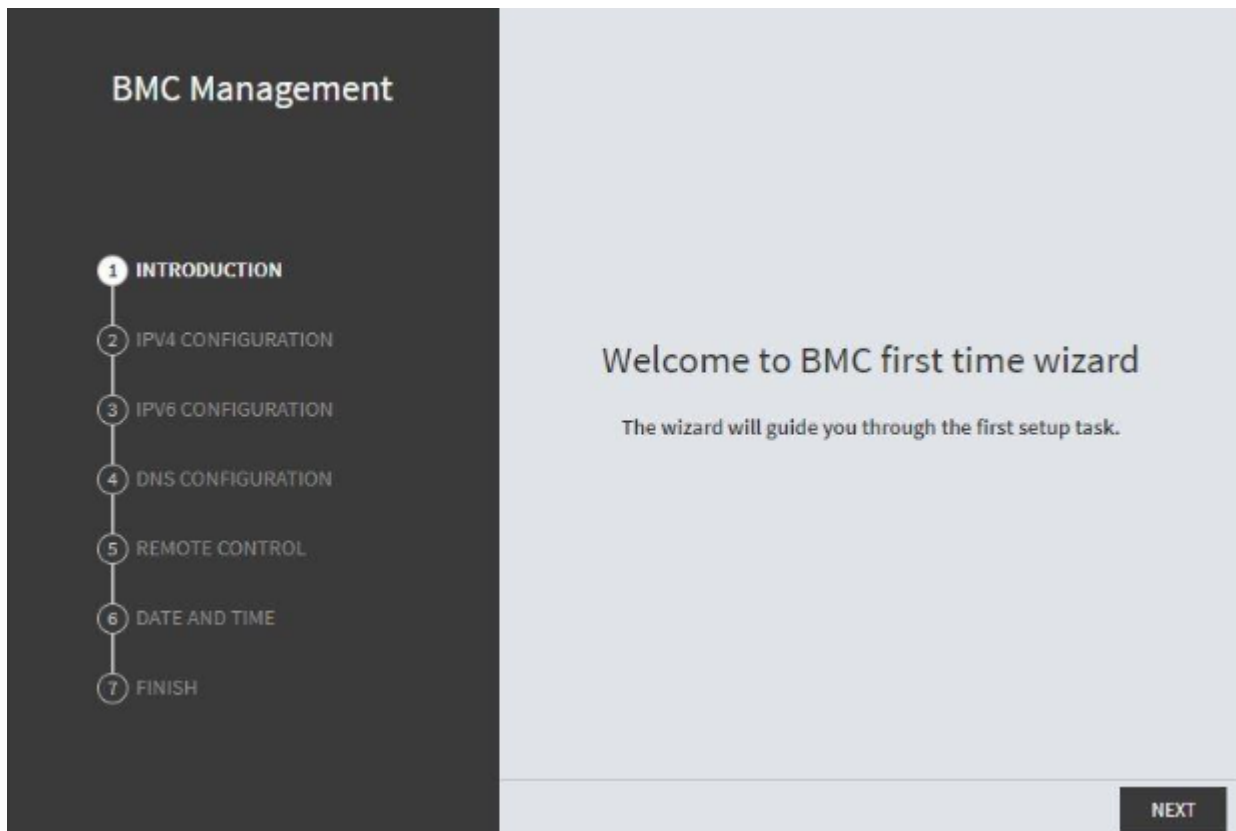 BMC Management
1 INTRODUCTION
2 IPV4 CONFIGURATION
3 IPV6 CONFIGURATION
4 DNS CONFIGURATION
5 REMOTE CONTROL
6 DATE AND TIME
7 FINISH
Welcome to BMC first time wizard
The wizard will guide you through the first setup task.
NEXT